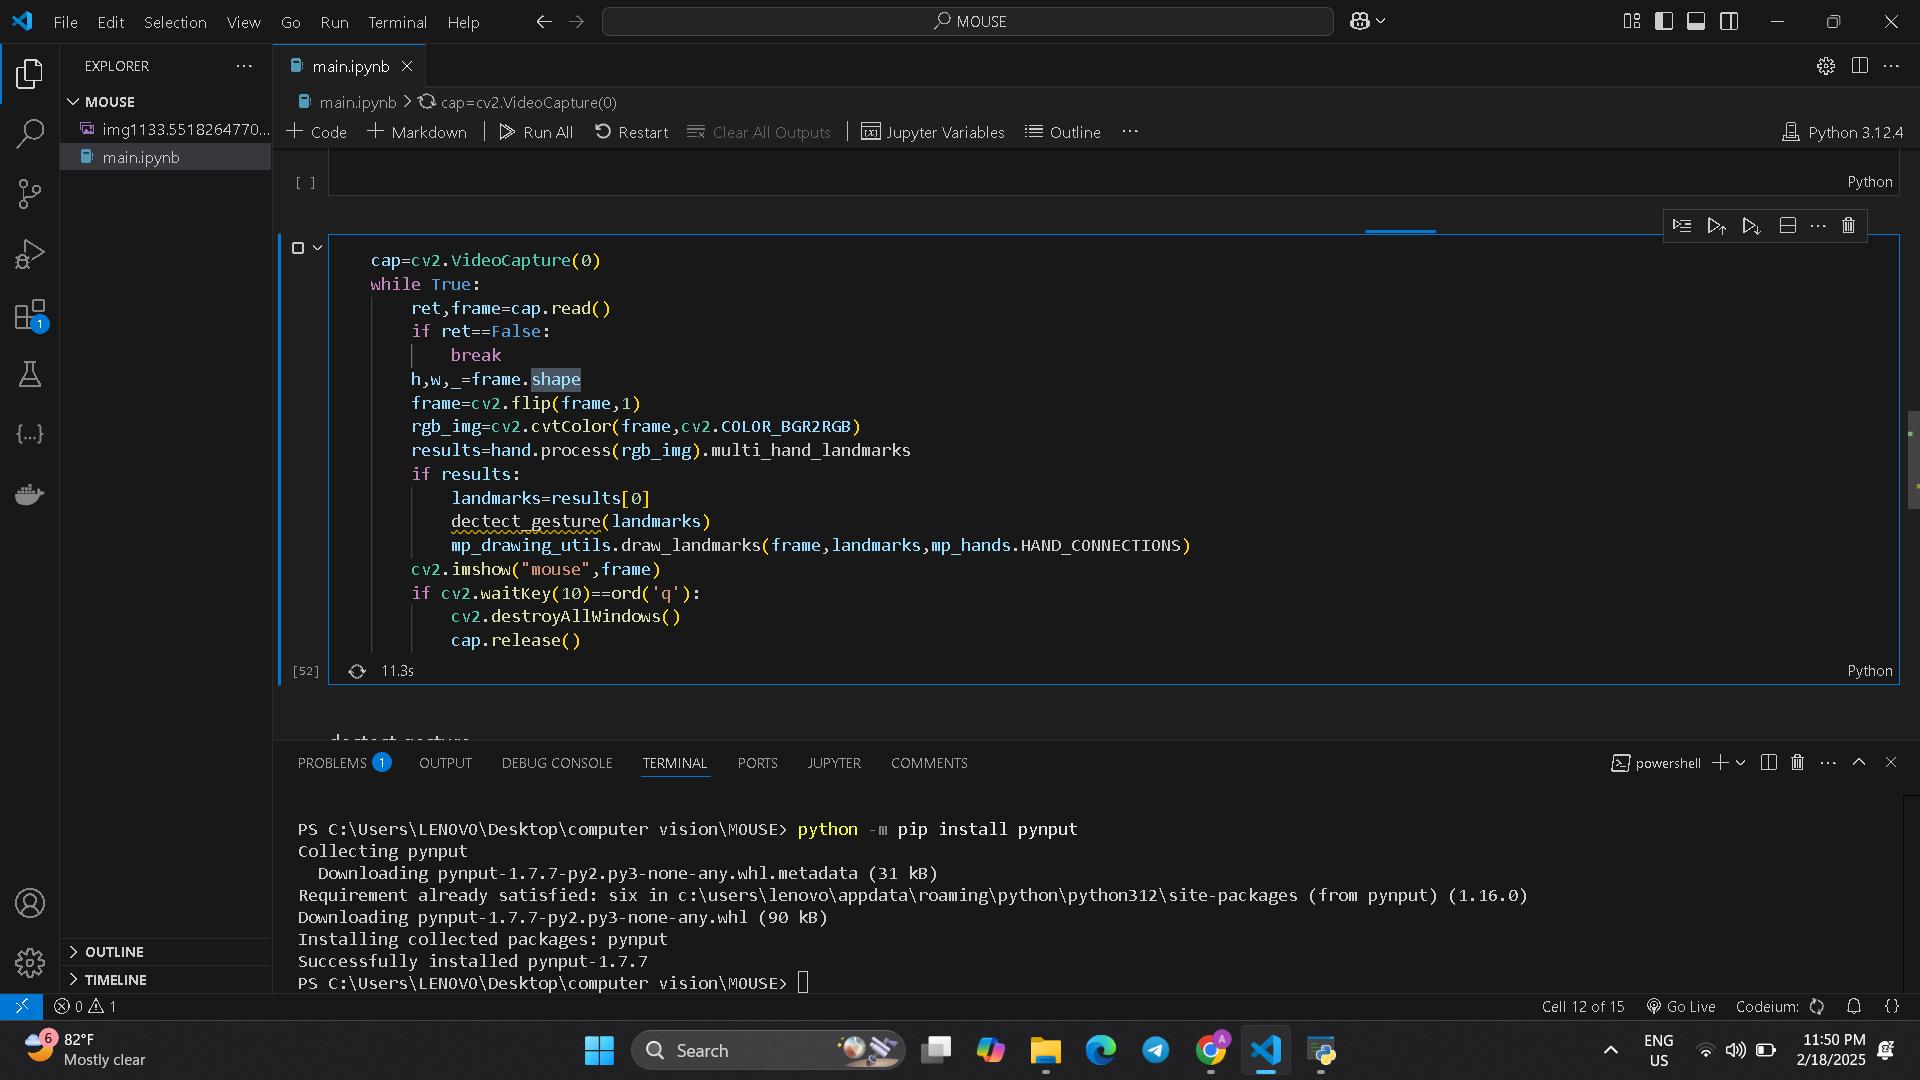 File Edit Selection View Go Run Terminal Help
MOUSE
EXPLORER
MOUSE
img1133.5518264770...
main.ipynb
OUTLINE
TIMELINE
main.ipynb
main.ipynb > cap=cv2.VideoCapture(0)
Code Markdown Run All Restart Clear All Outputs Jupyter Variables Outline
Python 3.12.4
[ ]
Python
cap=cv2.VideoCapture(0)
while True:
ret,frame=cap.read()
if ret==False:
break
h,w,_=frame.shape
frame=cv2.flip(frame,1)
rgb_img=cv2.cvtColor(frame,cv2.COLOR_BGR2RGB)
results=hand.process(rgb_img).multi_hand_landmarks
if results:
landmarks=results[0]
dectect_gesture(landmarks)
mp_drawing_utils.draw_landmarks(frame,landmarks,mp_hands.HAND_CONNECTIONS)
cv2.imshow("mouse",frame)
if cv2.waitKey(10)==ord('q'):
cv2.destroyAllWindows()
cap.release()
[52] 11.3s Python
PROBLEMS 1 OUTPUT DEBUG CONSOLE TERMINAL PORTS JUPYTER COMMENTS
powershell
PS C:\Users\LENOVO\Desktop\computer vision\MOUSE> python -m pip install pynput
Collecting pynput
Downloading pynput-1.7.7-py2.py3-none-any.whl.metadata (31 kB)
Requirement already satisfied: six in c:\users\lenovo\appdata\roaming\python\python312\site-packages (from pynput) (1.16.0)
Downloading pynput-1.7.7-py2.py3-none-any.whl (90 kB)
Installing collected packages: pynput
Successfully installed pynput-1.7.7
PS C:\Users\LENOVO\Desktop\computer vision\MOUSE>
0 1
Cell 12 of 15 Go Live Codeium: {}
6
82°F
Mostly clear
Search
ENG
US
11:50 PM
2/18/2025